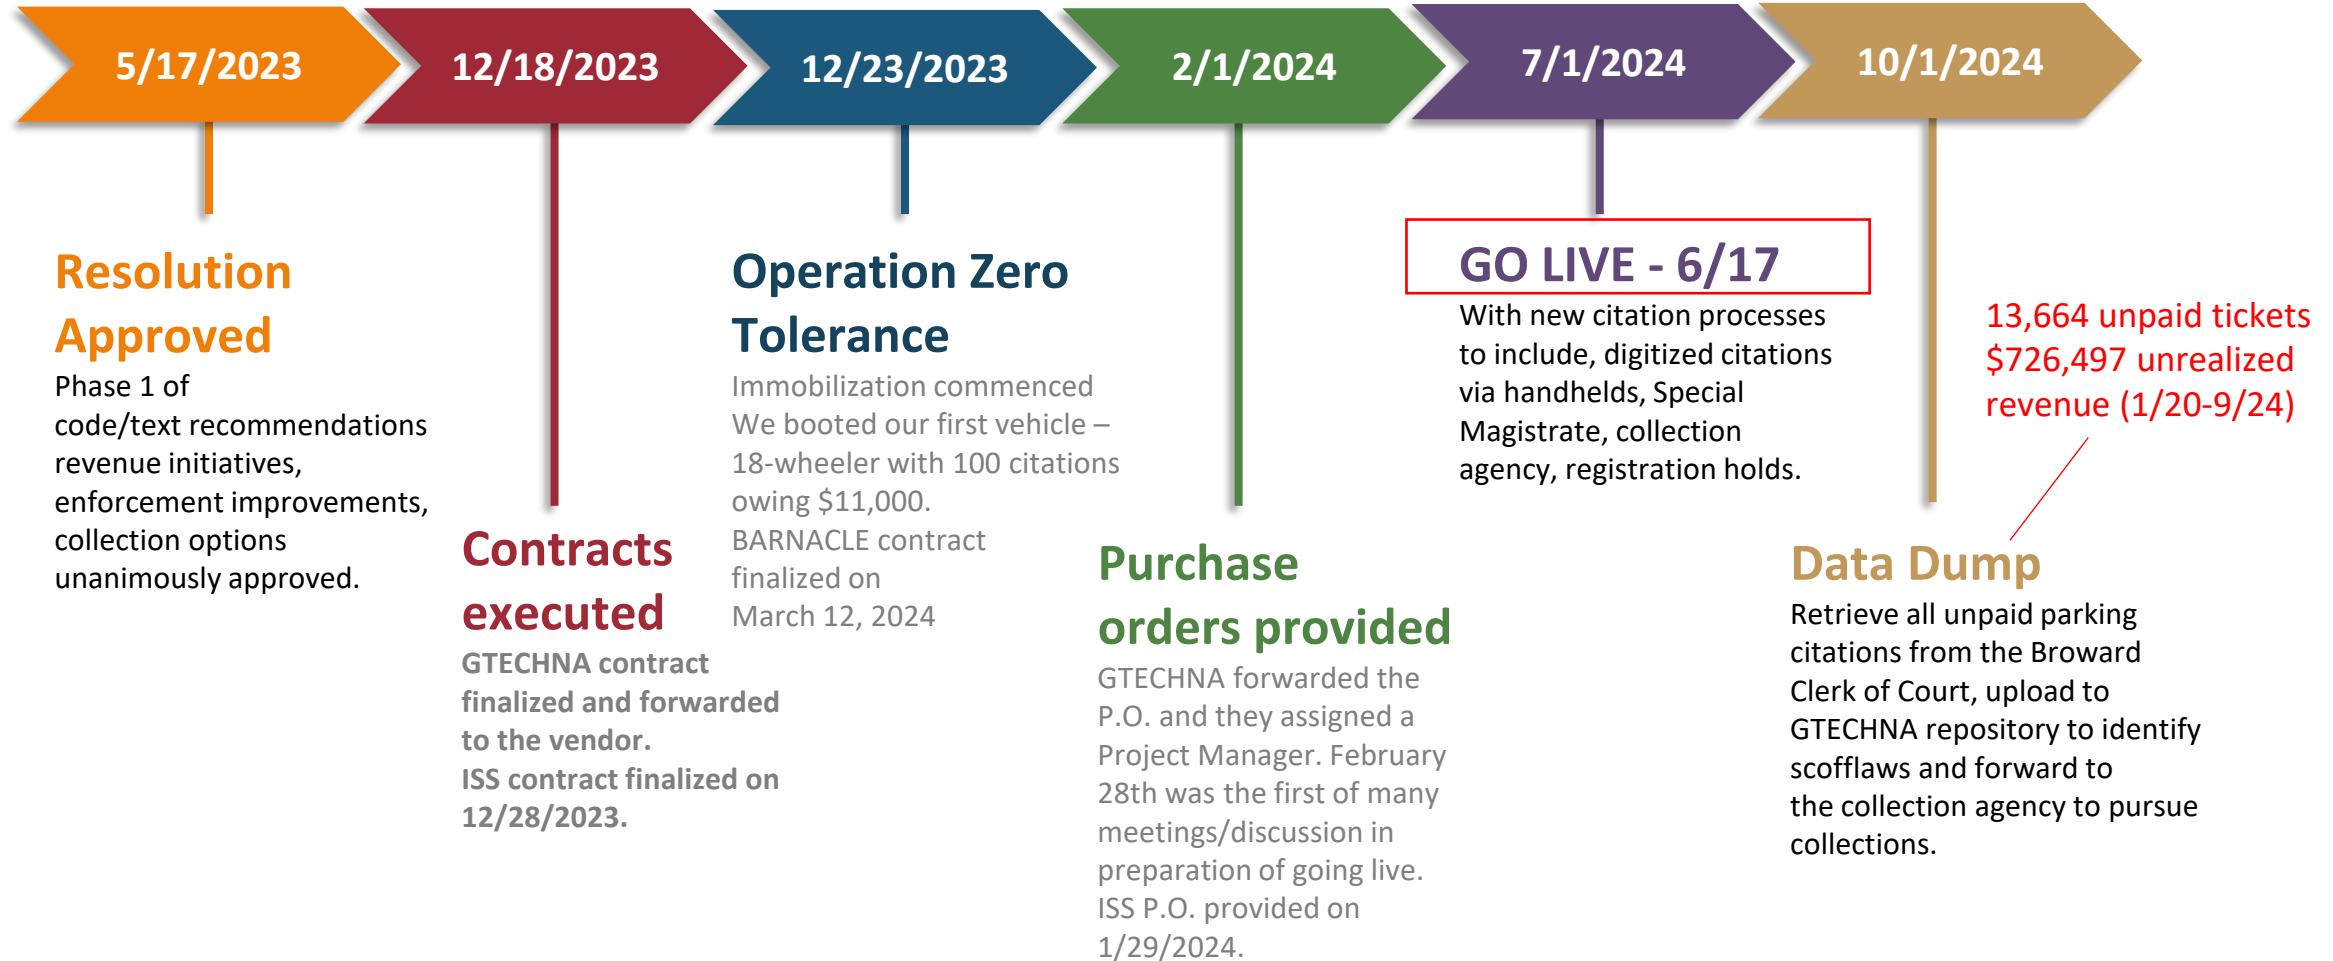 5/17/2023
12/18/2023
12/23/2023
2/1/2024
7/1/2024
10/1/2024
Resolution
Approved
Phase 1 of
code/text recommendations
revenue initiatives,
enforcement improvements,
collection options
unanimously approved.
Contracts
executed
GTECHNA contract
finalized and forwarded
to the vendor.
ISS contract finalized on
12/28/2023.
Operation Zero
Tolerance
Immobilization commenced
We booted our first vehicle –
18-wheeler with 100 citations
owing $11,000.
BARNACLE contract
finalized on
March 12, 2024
Purchase
orders provided
GTECHNA forwarded the
P.O. and they assigned a
Project Manager. February
28th was the first of many
meetings/discussion in
preparation of going live.
ISS P.O. provided on
1/29/2024.
GO LIVE - 6/17
With new citation processes
to include, digitized citations
via handhelds, Special
Magistrate, collection
agency, registration holds.
13,664 unpaid tickets
$726,497 unrealized
revenue (1/20-9/24)
Data Dump
Retrieve all unpaid parking
citations from the Broward
Clerk of Court, upload to
GTECHNA repository to identify
scofflaws and forward to
the collection agency to pursue
collections.